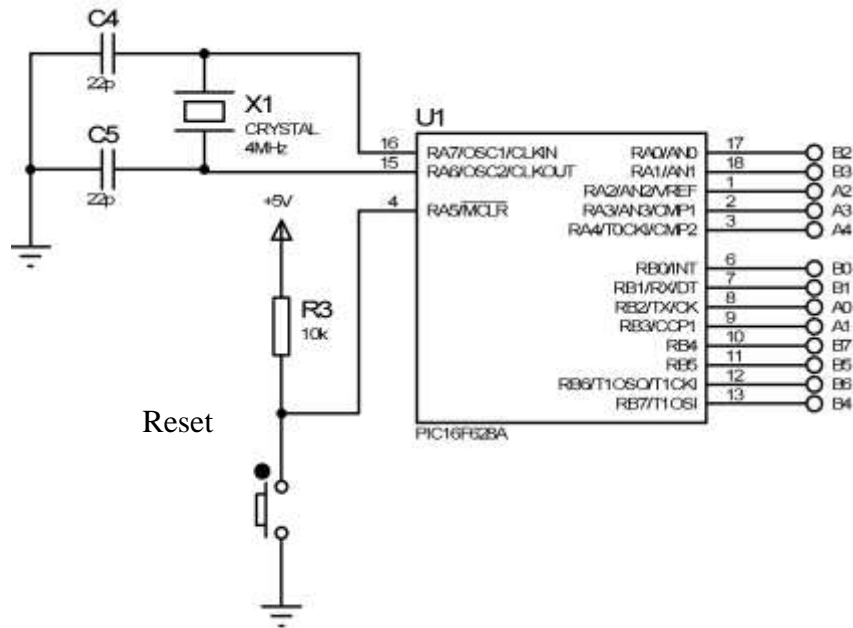 C4
22p
X1
CRYSTAL
4MHz
C5
22p
+5V
R3
10k
Reset
U1
16 RA7/OSC1/CLKIN
15 RA6/OSC2/CLKOUT
4 RA5/MCLR
RA0/AN0 17 B2
RA1/AN1 18 B3
RA2/AN2/VREF 1 A2
RA3/AN3/CMP1 2 A3
RA4/T0CKI/CMP2 3 A4
RB0/INT 6 B0
RB1/RX/DT 7 B1
RB2/TX/CK 8 A0
RB3/CCP1 9 A1
RB4 10 B7
RB5 11 B5
RB6/T1OSO/T1CKI 12 B6
RB7/T1OSI 13 B4
PIC16F628A